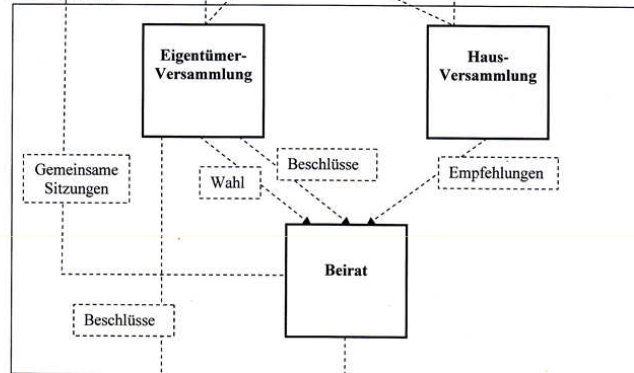 Eigentümer-
Versammlung
Haus-
Versammlung
Gemeinsame
Sitzungen
Wahl
Beschlüsse
Empfehlungen
Beirat
Beschlüsse